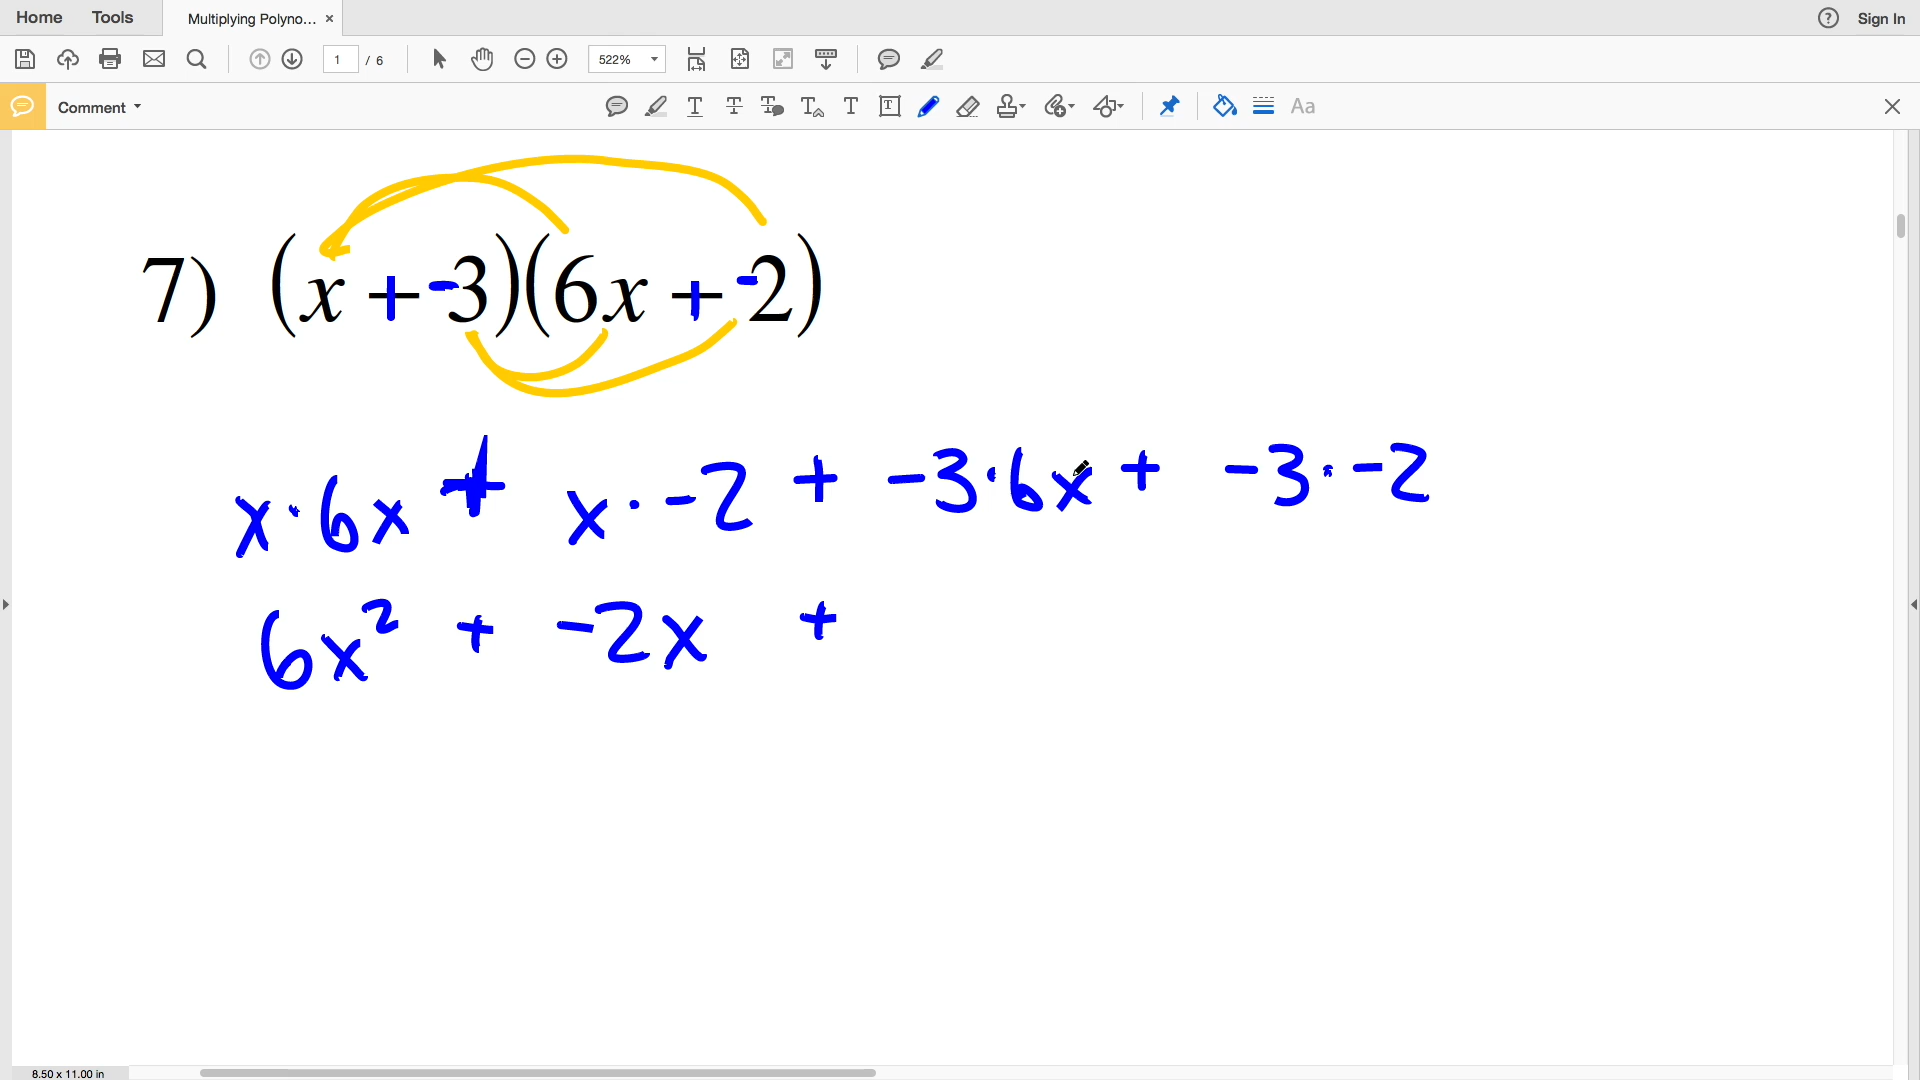 Home Tools Multiplying Polyno... × ? Sign In
1 / 6 522%
Comment Aa
7) (x + -3)(6x + -2)
x · 6x + x · -2 + -3 · 6x + -3 · -2
6x² + -2x +
8.50 x 11.00 in